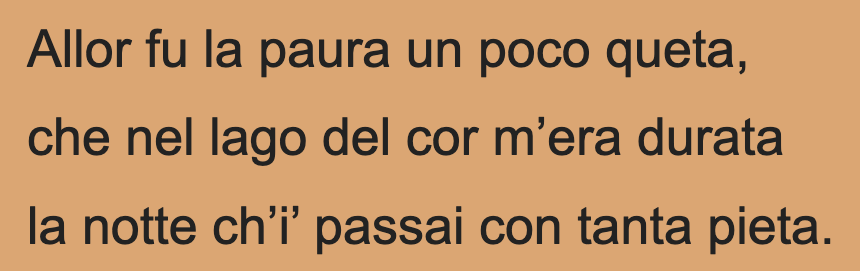 Allor fu la paura un poco queta,
che nel lago del cor m’era durata
la notte ch’i’ passai con tanta pieta.